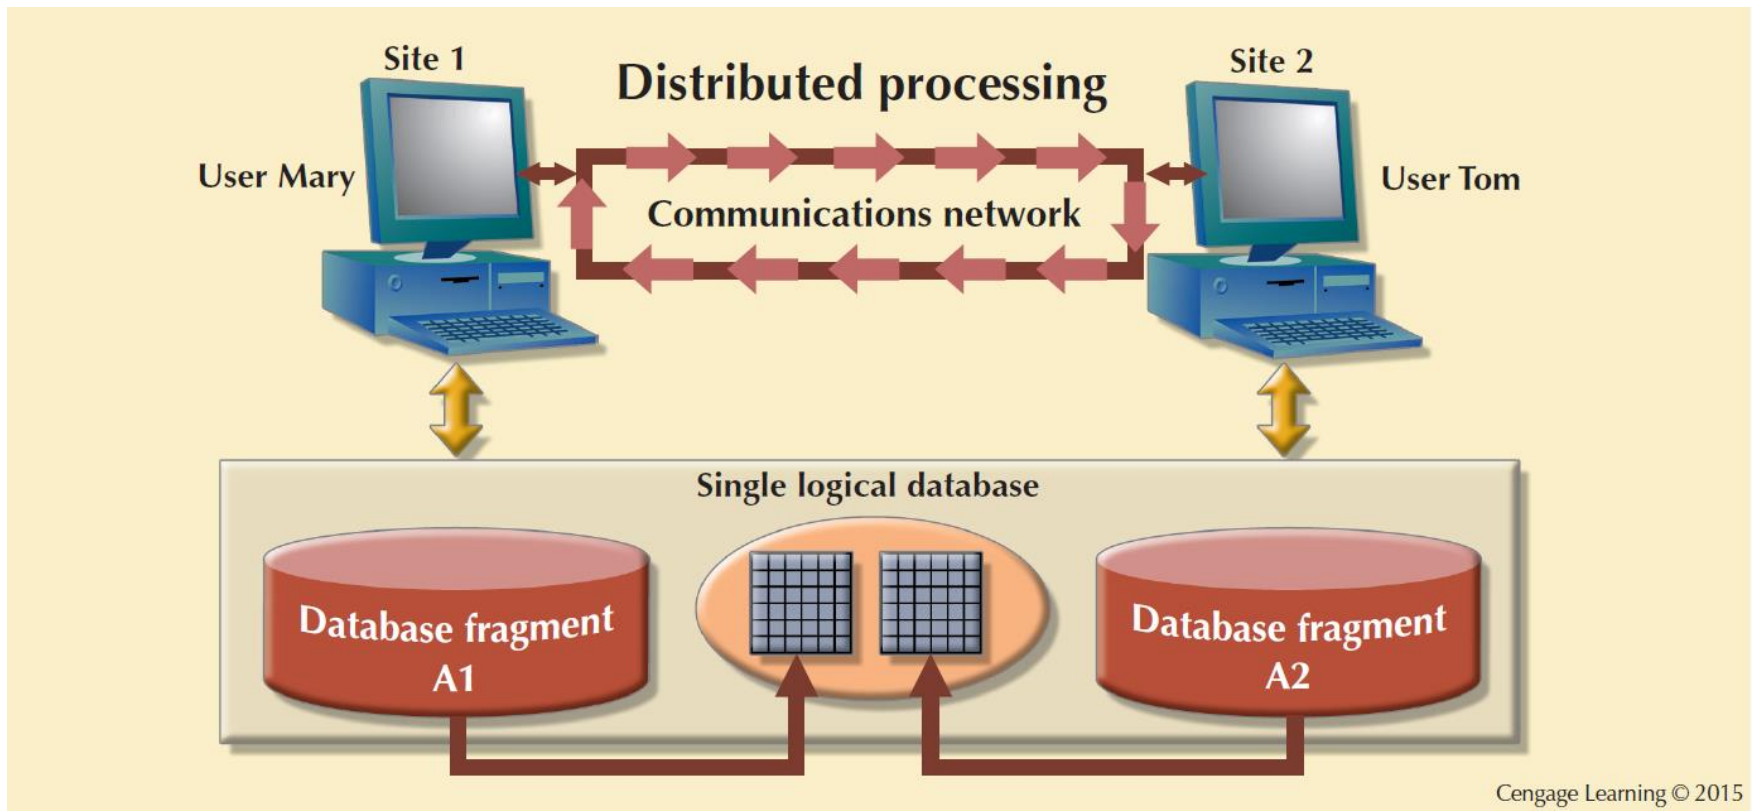 Site 1
Distributed processing
Site 2
User Mary
User Tom
Communications network
Single logical database
Database fragment
A1
Database fragment
A2
Cengage Learning © 2015